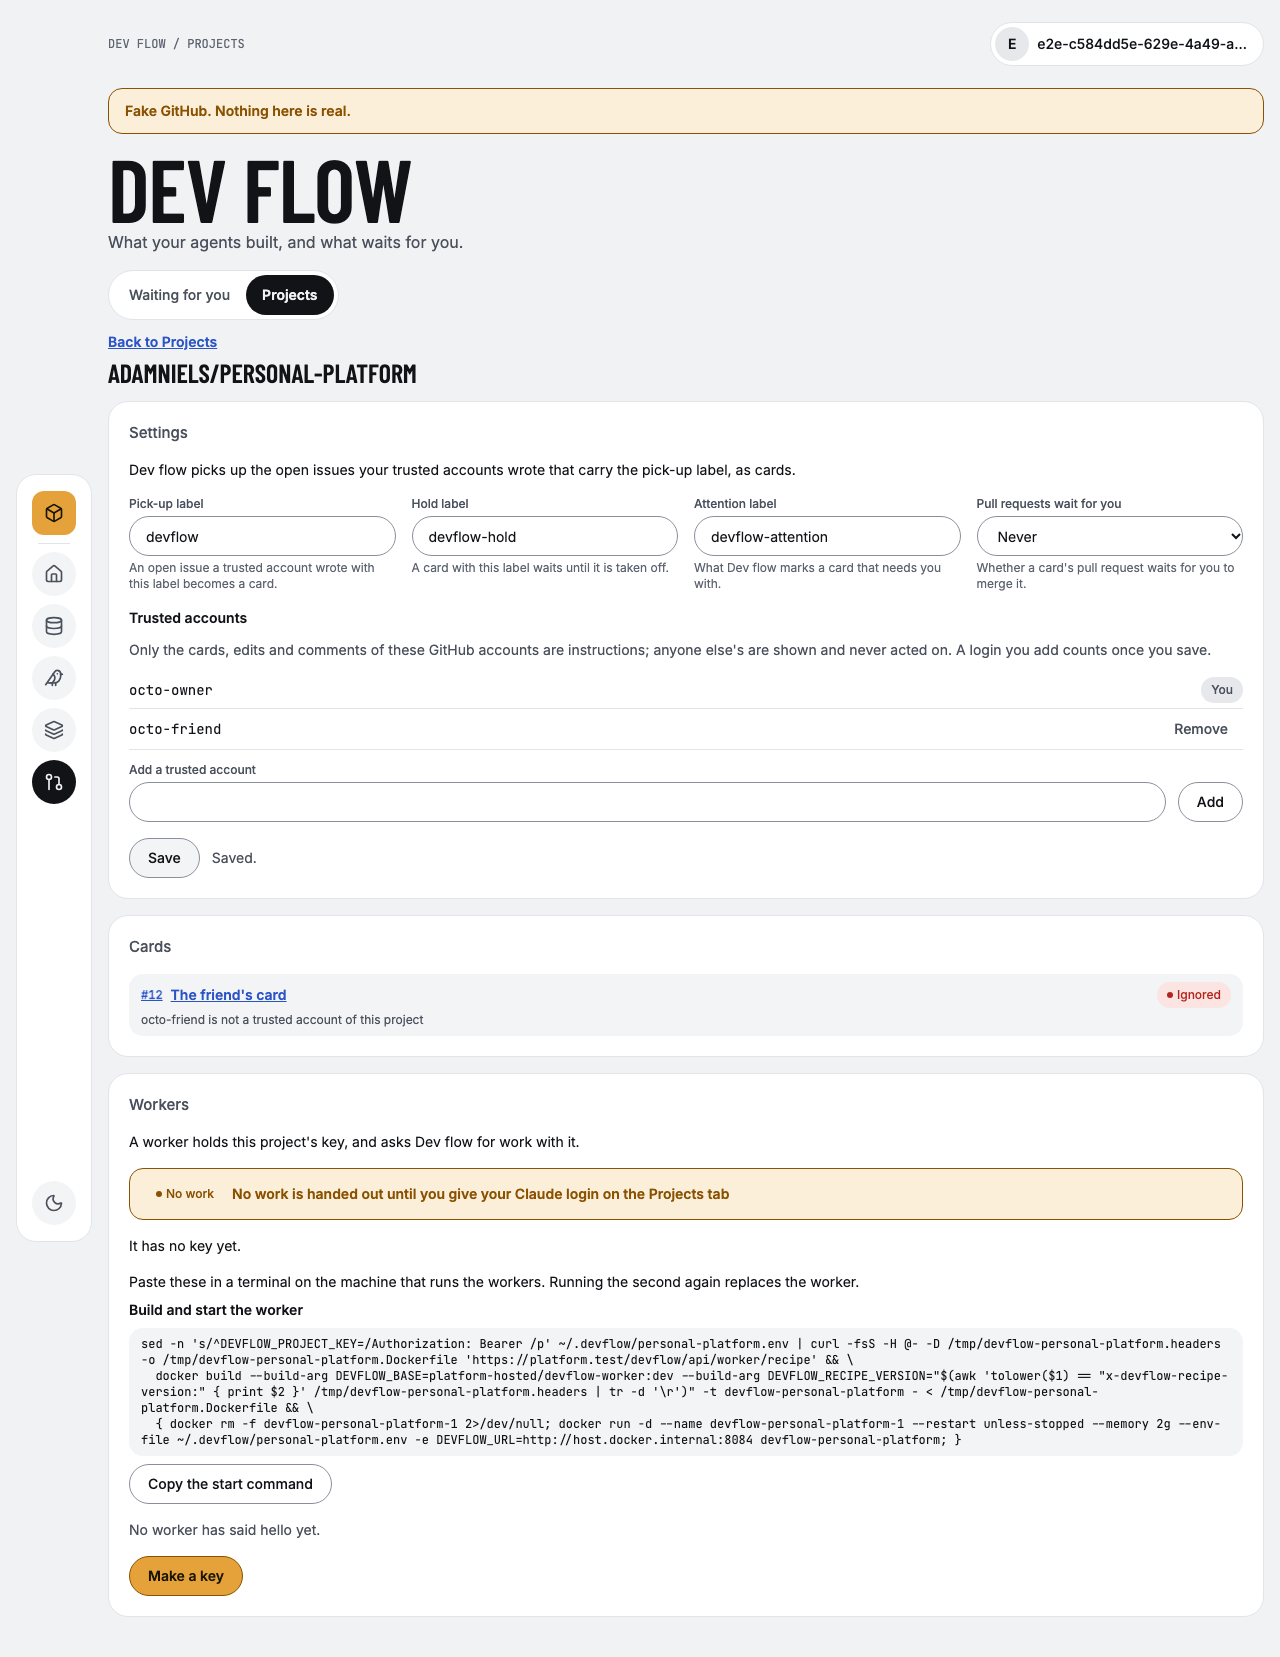 DEV FLOW / PROJECTS
E
e2e-c584dd5e-629e-4a49-a...
Fake GitHub. Nothing here is real.
DEV FLOW
What your agents built, and what waits for you.
Waiting for you
Projects
Back to Projects
ADAMNIELS/PERSONAL-PLATFORM
Settings
Dev flow picks up the open issues your trusted accounts wrote that carry the pick-up label, as cards.
Pick-up label
devflow
An open issue a trusted account wrote with
this label becomes a card.
Hold label
devflow-hold
A card with this label waits until it is taken off.
Attention label
devflow-attention
What Dev flow marks a card that needs you
with.
Pull requests wait for you
Never
Whether a card's pull request waits for you to
merge it.
Trusted accounts
Only the cards, edits and comments of these GitHub accounts are instructions; anyone else's are shown and never acted on. A login you add counts once you save.
octo-owner
You
octo-friend
Remove
Add a trusted account
Add
Save
Saved.
Cards
#12 The friend's card
Ignored
octo-friend is not a trusted account of this project
Workers
A worker holds this project's key, and asks Dev flow for work with it.
No work
No work is handed out until you give your Claude login on the Projects tab
It has no key yet.
Paste these in a terminal on the machine that runs the workers. Running the second again replaces the worker.
Build and start the worker
sed -n 's/^DEVFLOW_PROJECT_KEY=/Authorization: Bearer /p' ~/.devflow/personal-platform.env | curl -fsS -H @- -D /tmp/devflow-personal-platform.headers
-o /tmp/devflow-personal-platform.Dockerfile 'https://platform.test/devflow/api/worker/recipe' && \
docker build --build-arg DEVFLOW_BASE=platform-hosted/devflow-worker:dev --build-arg DEVFLOW_RECIPE_VERSION="$(awk 'tolower($1) == "x-devflow-recipe-
version:" { print $2 }' /tmp/devflow-personal-platform.headers | tr -d '\r')" -t devflow-personal-platform - < /tmp/devflow-personal-
platform.Dockerfile && \
{ docker rm -f devflow-personal-platform-1 2>/dev/null; docker run -d --name devflow-personal-platform-1 --restart unless-stopped --memory 2g --env-
file ~/.devflow/personal-platform.env -e DEVFLOW_URL=http://host.docker.internal:8084 devflow-personal-platform; }
Copy the start command
No worker has said hello yet.
Make a key